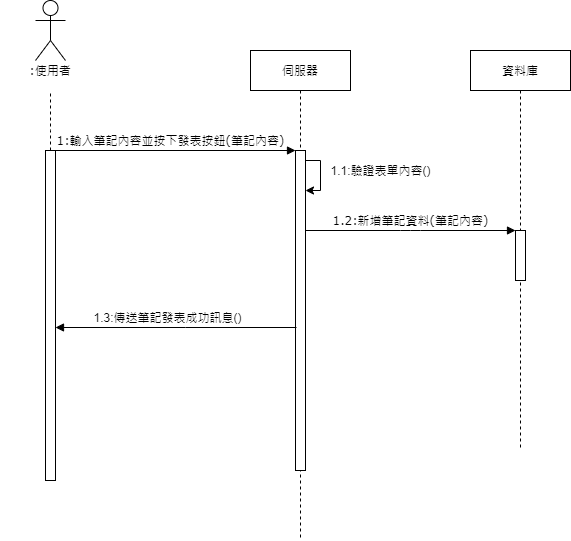 :使用者
伺服器
資料庫
1:輸入筆記內容並按下發表按鈕(筆記內容)
1.1:驗證表單內容()
1.2:新增筆記資料(筆記內容)
1.3:傳送筆記發表成功訊息()